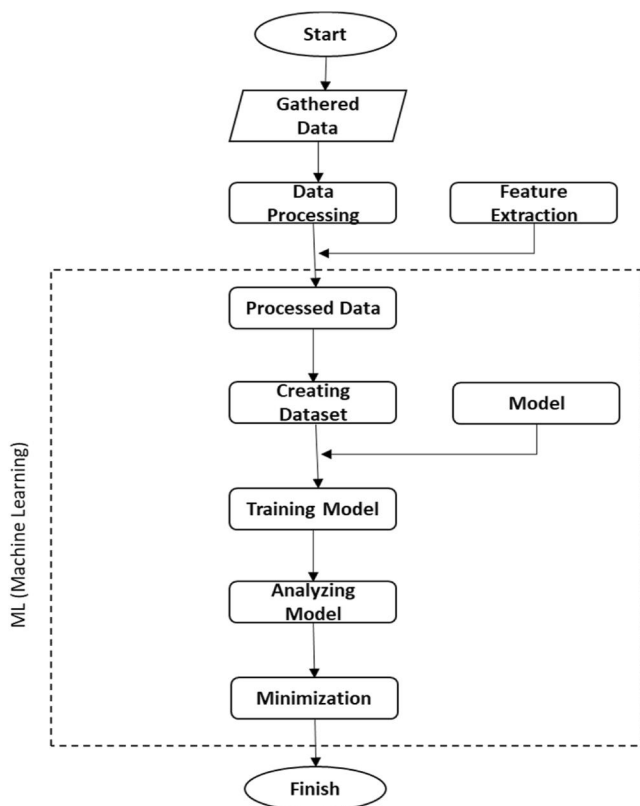 Start
Gathered
Data
Data
Processing
Feature
Extraction
Processed Data
Creating
Dataset
Model
ML (Machine Learning)
Training Model
Analyzing
Model
Minimization
Finish